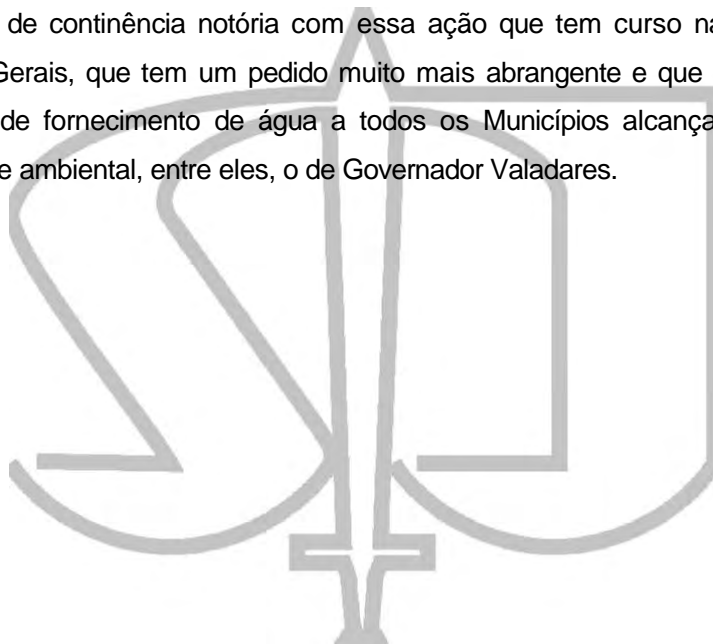 de continência notória com essa ação que tem curso na
Gerais, que tem um pedido muito mais abrangente e que
de fornecimento de água a todos os Municípios alcança
e ambiental, entre eles, o de Governador Valadares.